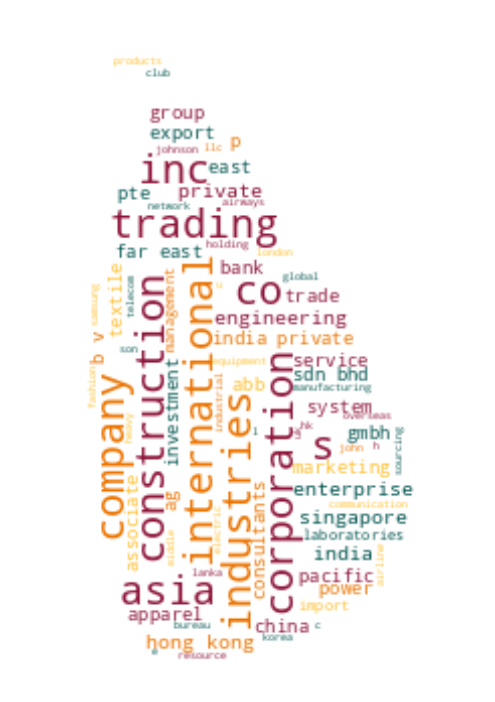 products
club
group
export
p
johnson llc
inc
east
pte
private
network
airways
trading
far east
holding
london
bank
global
samsung
textile
telecom
construction
management
international
c
co
trade
engineering
b v
son
india private
fashion
company
heavy
investment
industrial
equipment
abb
industries
corporation
service
sdn bhd
manufacturing
system
overseas
hk
s
gmbh
john
h
sourcing
l
marketing
associate
ag
middle
electric
consultants
enterprise
communication
singapore
laboratories
india
airline
lanka
asia
pacific
power
import
apparel
bureau
china
c
korea
hong kong
resource